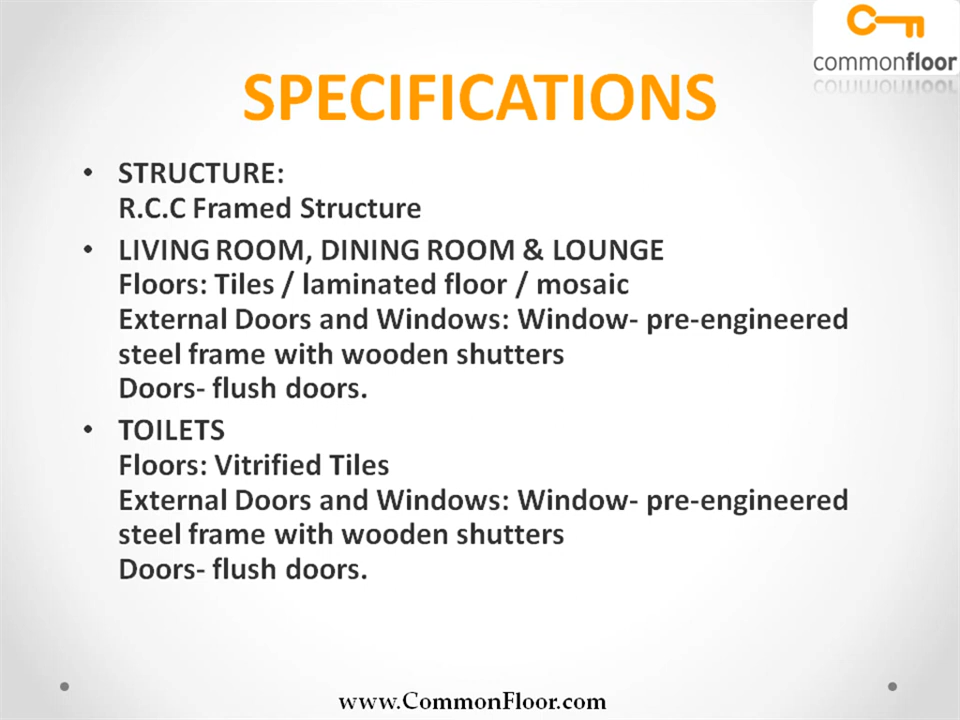 commonfloor
SPECIFICATIONS
• STRUCTURE:
R.C.C Framed Structure
• LIVING ROOM, DINING ROOM & LOUNGE
Floors: Tiles / laminated floor / mosaic
External Doors and Windows: Window- pre-engineered
steel frame with wooden shutters
Doors- flush doors.
• TOILETS
Floors: Vitrified Tiles
External Doors and Windows: Window- pre-engineered
steel frame with wooden shutters
Doors- flush doors.
www.CommonFloor.com